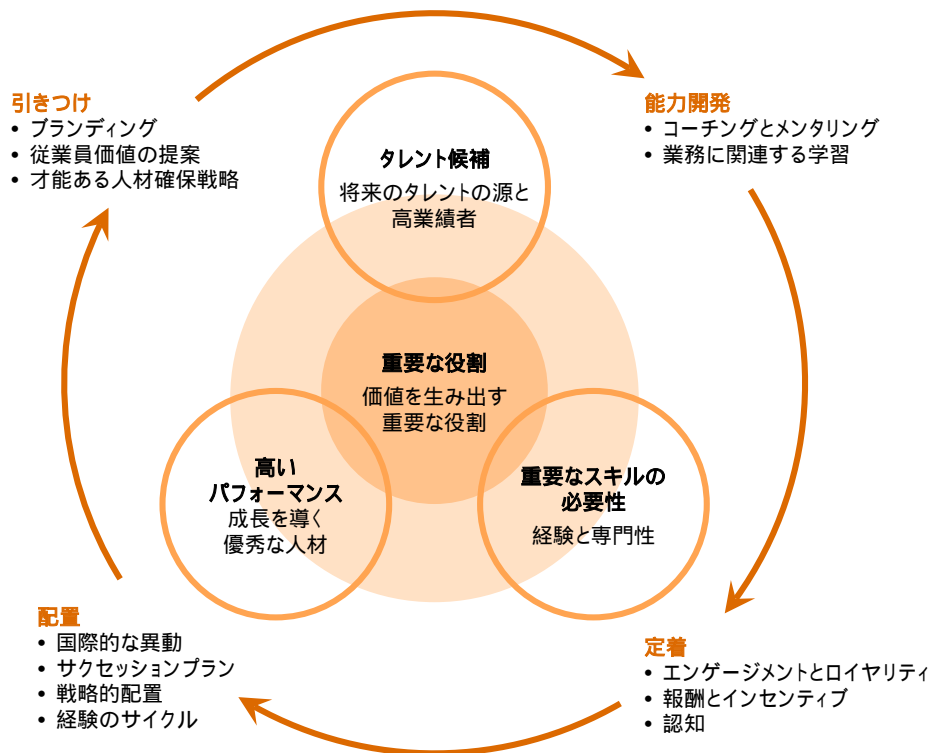 引きつけ
• ブランディング
• 従業員価値の提案
• 才能ある人材確保戦略
能力開発
• コーチングとメンタリング
• 業務に関連する学習
タレント候補
将来のタレントの源と
高業績者
重要な役割
価値を生み出す
重要な役割
高い
パフォーマンス
成長を導く
優秀な人材
重要なスキルの
必要性
経験と専門性
配置
• 国際的な異動
• サクセッションプラン
• 戦略的配置
• 経験のサイクル
定着
• エンゲージメントとロイヤリティ
• 報酬とインセンティブ
• 認知